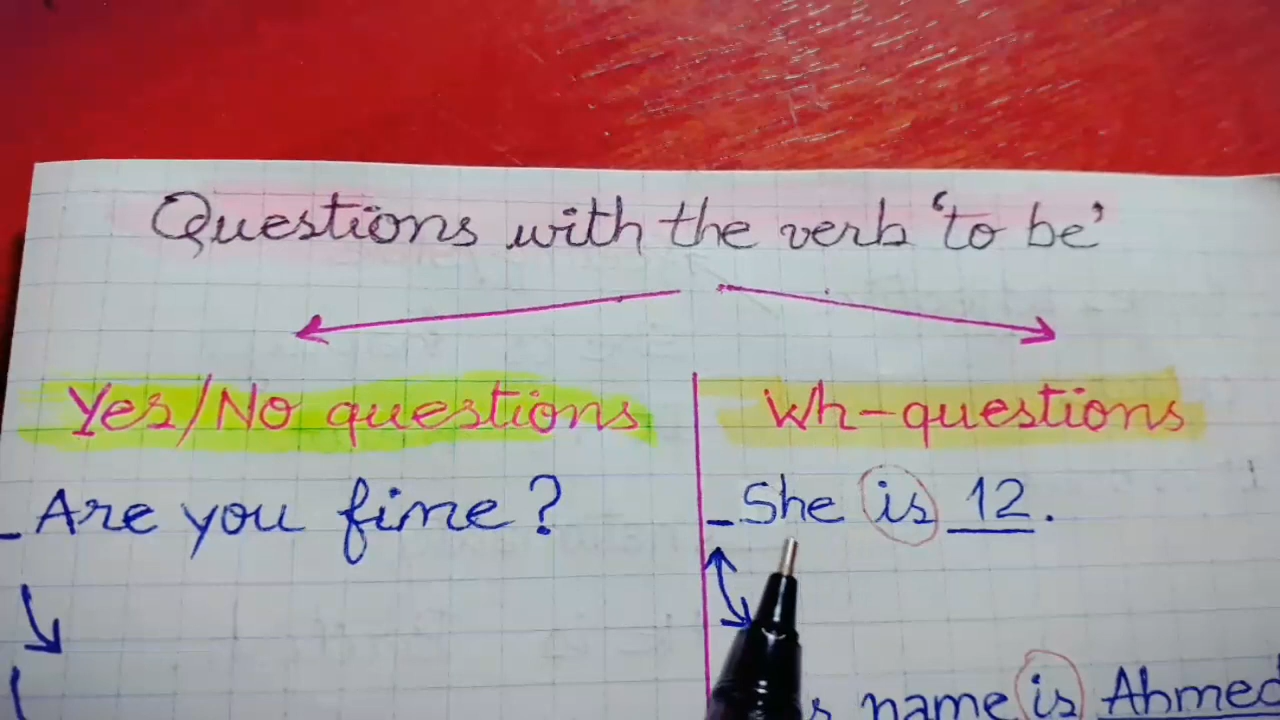 Questions with the verb 'to be'
Yes/No questions
Wh-questions
_ Are you fine?
_ She is 12.
name is Ahmed